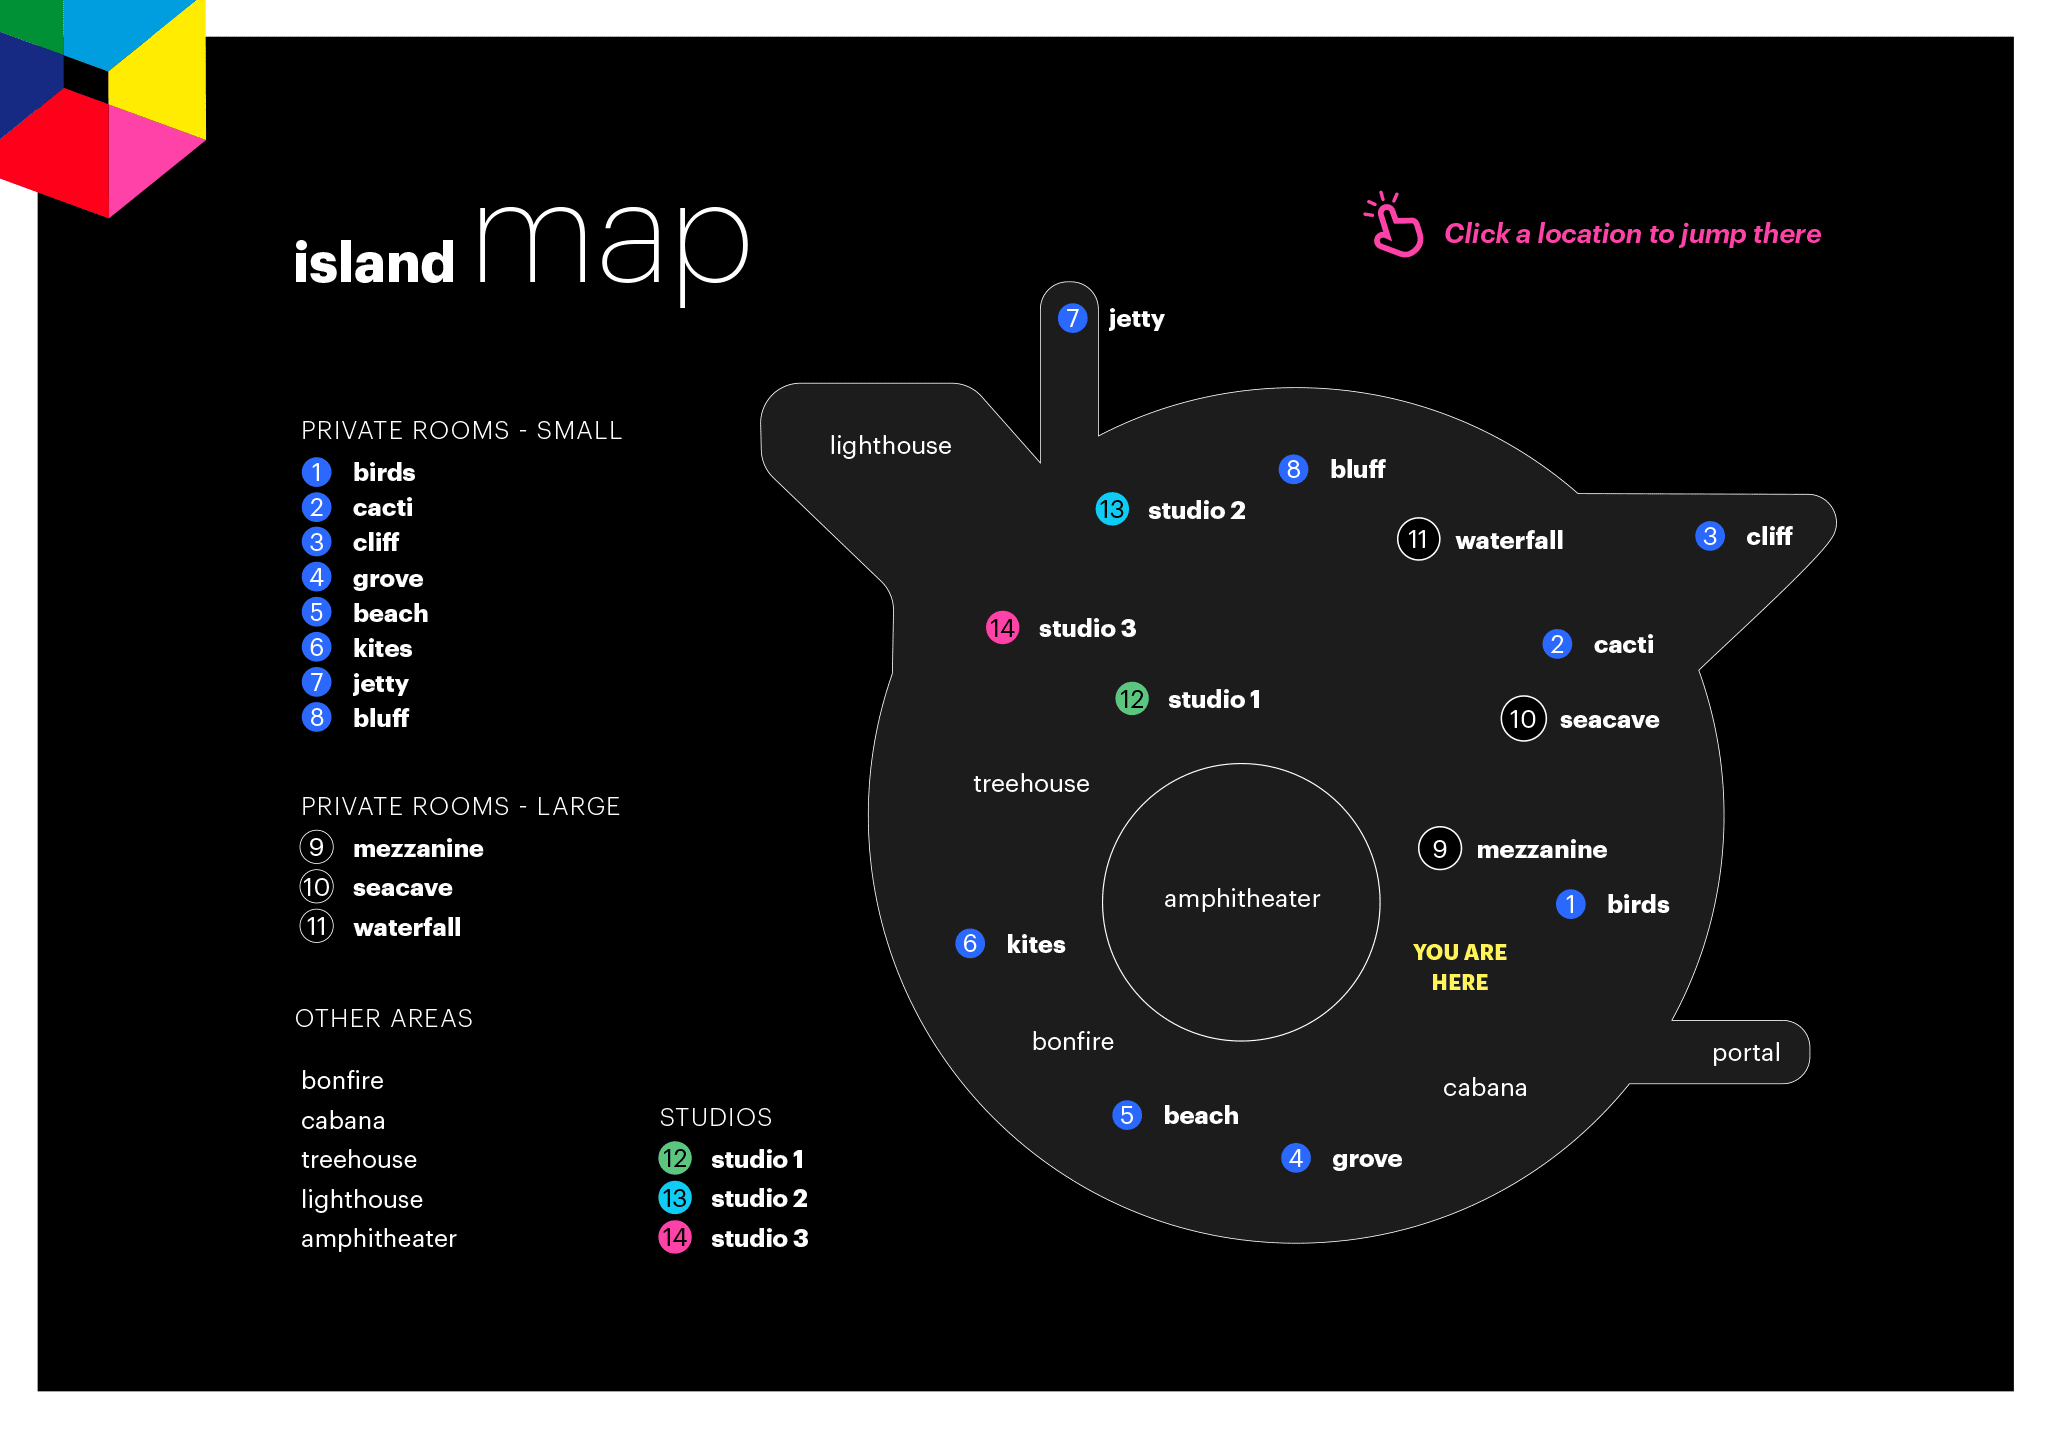 island map
Click a location to jump there
PRIVATE ROOMS - SMALL
1 birds
2 cacti
3 cliff
4 grove
5 beach
6 kites
7 jetty
8 bluff
PRIVATE ROOMS - LARGE
9 mezzanine
10 seacave
11 waterfall
OTHER AREAS
bonfire
cabana
treehouse
lighthouse
amphitheater
STUDIOS
12 studio 1
13 studio 2
14 studio 3
7 jetty
lighthouse
8 bluff
13 studio 2
11 waterfall
3 cliff
14 studio 3
2 cacti
12 studio 1
10 seacave
treehouse
9 mezzanine
amphitheater
1 birds
6 kites
YOU ARE
HERE
bonfire
portal
cabana
5 beach
4 grove